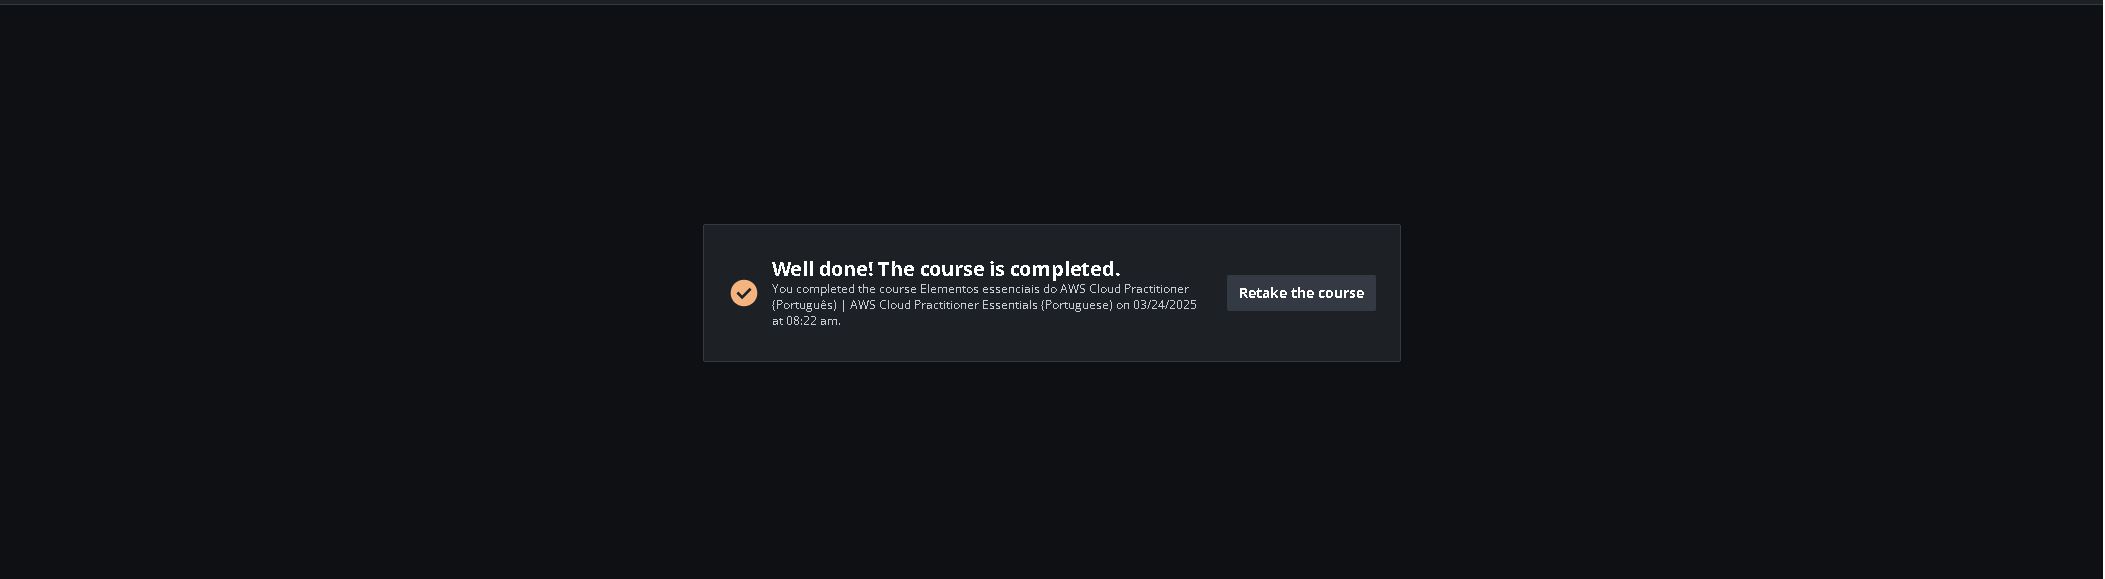 Well done! The course is completed.
You completed the course Elementos essenciais do AWS Cloud Practitioner
(Português) | AWS Cloud Practitioner Essentials (Portuguese) on 03/24/2025
at 08:22 am.
Retake the course